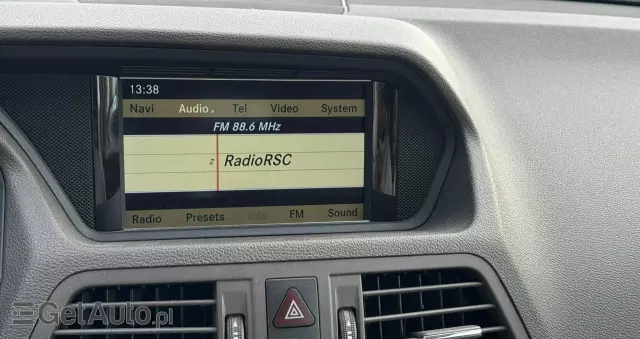 13:38
Navi Audio Tel Video System
FM 88.6 MHz
2 RadioRSC
Radio Presets Info FM Sound
GetAuto.pl